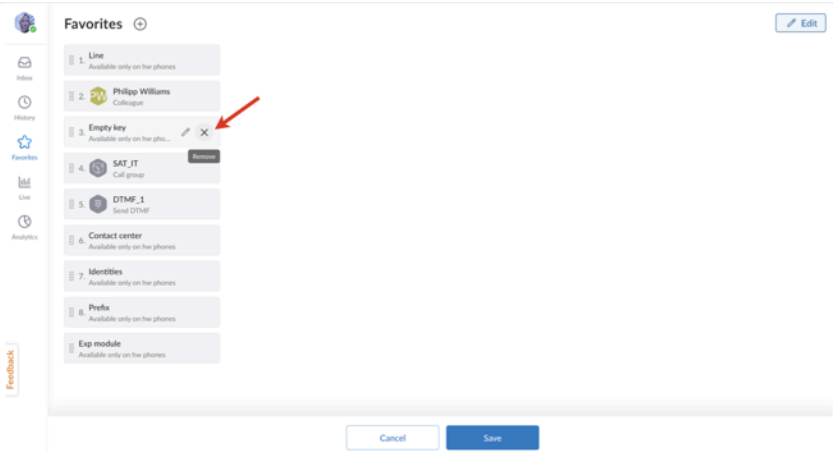 Favorites
Edit
Inbox
History
Favorites
Live
Analytics
Feedback
1. Line
Available only on hw phones
2. PW Philipp Williams
Colleague
3. Empty key
Available only on hw pho...
Remove
4. SAT_IT
Call group
5. DTMF_1
Send DTMF
6. Contact center
Available only on hw phones
7. Identities
Available only on hw phones
8. Prefix
Available only on hw phones
Exp module
Available only on hw phones
Cancel
Save